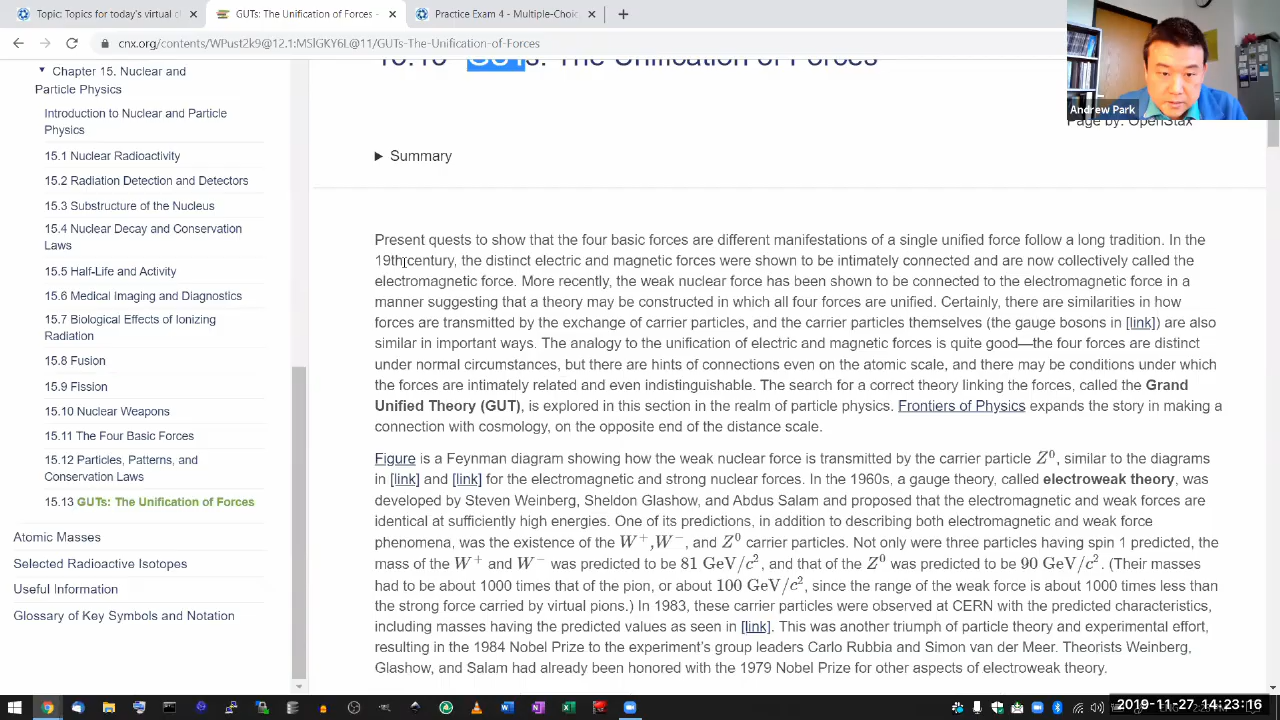 Topic: Topics for today's virtual cl
GUTs: The Unification of Forces -
Practice Exam 4 - Multiple-Choic
cnx.org/contents/WPust2k9@12.1:MSlGKY6L@11/GUTs-The-Unification-of-Forces
Andrew Park
Chapter 15. Nuclear and
Particle Physics
Introduction to Nuclear and Particle
Physics
15.1 Nuclear Radioactivity
15.2 Radiation Detection and Detectors
15.3 Substructure of the Nucleus
15.4 Nuclear Decay and Conservation
Laws
15.5 Half-Life and Activity
15.6 Medical Imaging and Diagnostics
15.7 Biological Effects of Ionizing
Radiation
15.8 Fusion
15.9 Fission
15.10 Nuclear Weapons
15.11 The Four Basic Forces
15.12 Particles, Patterns, and
Conservation Laws
15.13 GUTs: The Unification of Forces
Atomic Masses
Selected Radioactive Isotopes
Useful Information
Glossary of Key Symbols and Notation
GUTs: The Unification of Forces
Page by: OpenStax
Summary
Present quests to show that the four basic forces are different manifestations of a single unified force follow a long tradition. In the
19th century, the distinct electric and magnetic forces were shown to be intimately connected and are now collectively called the
electromagnetic force. More recently, the weak nuclear force has been shown to be connected to the electromagnetic force in a
manner suggesting that a theory may be constructed in which all four forces are unified. Certainly, there are similarities in how
forces are transmitted by the exchange of carrier particles, and the carrier particles themselves (the gauge bosons in [link]) are also
similar in important ways. The analogy to the unification of electric and magnetic forces is quite good—the four forces are distinct
under normal circumstances, but there are hints of connections even on the atomic scale, and there may be conditions under which
the forces are intimately related and even indistinguishable. The search for a correct theory linking the forces, called the Grand
Unified Theory (GUT), is explored in this section in the realm of particle physics. Frontiers of Physics expands the story in making a
connection with cosmology, on the opposite end of the distance scale.
Figure is a Feynman diagram showing how the weak nuclear force is transmitted by the carrier particle Z⁰, similar to the diagrams
in [link] and [link] for the electromagnetic and strong nuclear forces. In the 1960s, a gauge theory, called electroweak theory, was
developed by Steven Weinberg, Sheldon Glashow, and Abdus Salam and proposed that the electromagnetic and weak forces are
identical at sufficiently high energies. One of its predictions, in addition to describing both electromagnetic and weak force
phenomena, was the existence of the W⁺,W⁻, and Z⁰ carrier particles. Not only were three particles having spin 1 predicted, the
mass of the W⁺ and W⁻ was predicted to be 81 GeV/c², and that of the Z⁰ was predicted to be 90 GeV/c². (Their masses
had to be about 1000 times that of the pion, or about 100 GeV/c², since the range of the weak force is about 1000 times less than
the strong force carried by virtual pions.) In 1983, these carrier particles were observed at CERN with the predicted characteristics,
including masses having the predicted values as seen in [link]. This was another triumph of particle theory and experimental effort,
resulting in the 1984 Nobel Prize to the experiment's group leaders Carlo Rubbia and Simon van der Meer. Theorists Weinberg,
Glashow, and Salam had already been honored with the 1979 Nobel Prize for other aspects of electroweak theory.
2019-11-27 14:23:16